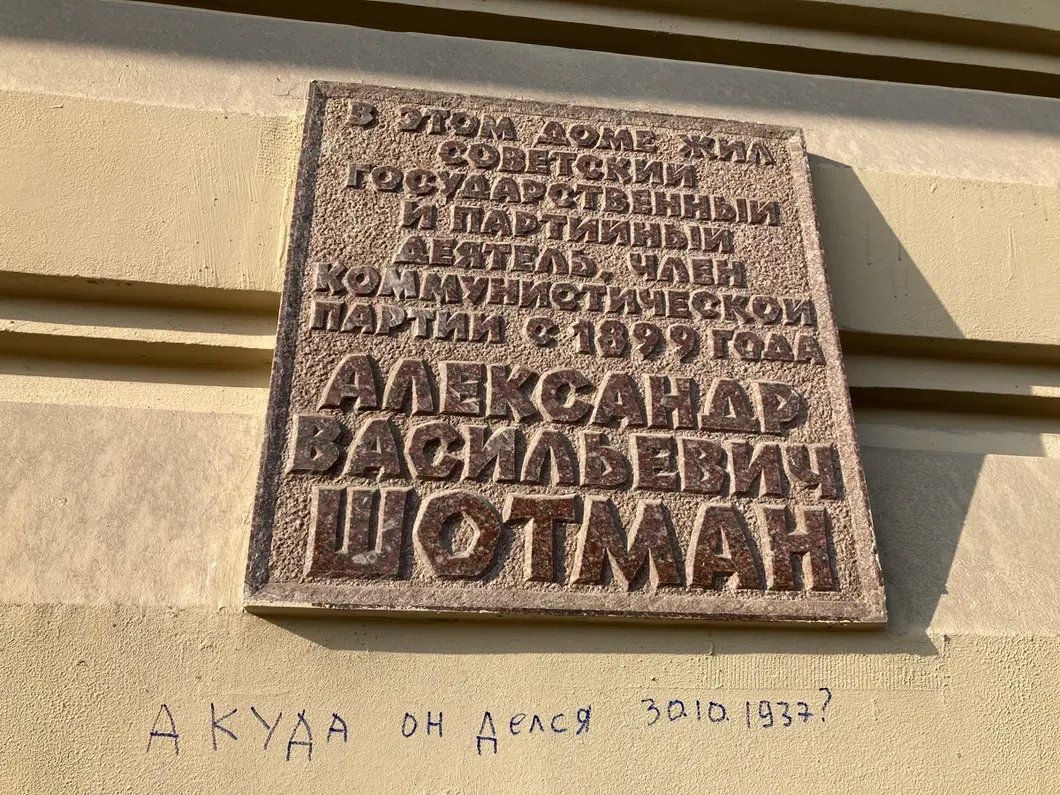 В ЭТОМ ДОМЕ ЖИЛ
СОВЕТСКИЙ
ГОСУДАРСТВЕННЫЙ
И ПАРТИЙНЫЙ
ДЕЯТЕЛЬ, ЧЛЕН
КОММУНИСТИЧЕСКОЙ
ПАРТИИ С 1899 ГОДА
АЛЕКСАНДР
ВАСИЛЬЕВИЧ
ШОТМАН
А КУДА ОН ДЕЛСЯ 30.10.1937?